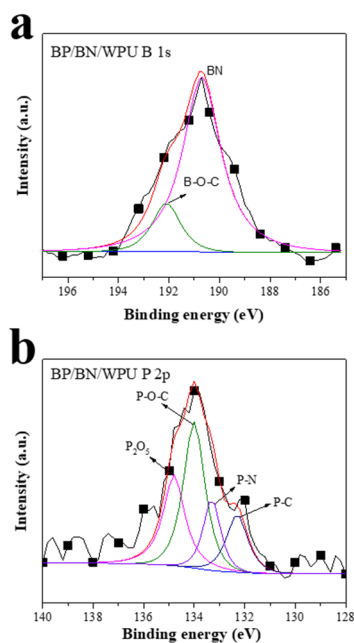 a
BP/BN/WPU B 1s
BN
B-O-C
Intensity (a.u.)
196 194 192 190 188 186
Binding energy (eV)
b
BP/BN/WPU P 2p
P-O-C
P₂O₅
P-N
P-C
Intensity (a.u.)
140 138 136 134 132 130 128
Binding energy (eV)